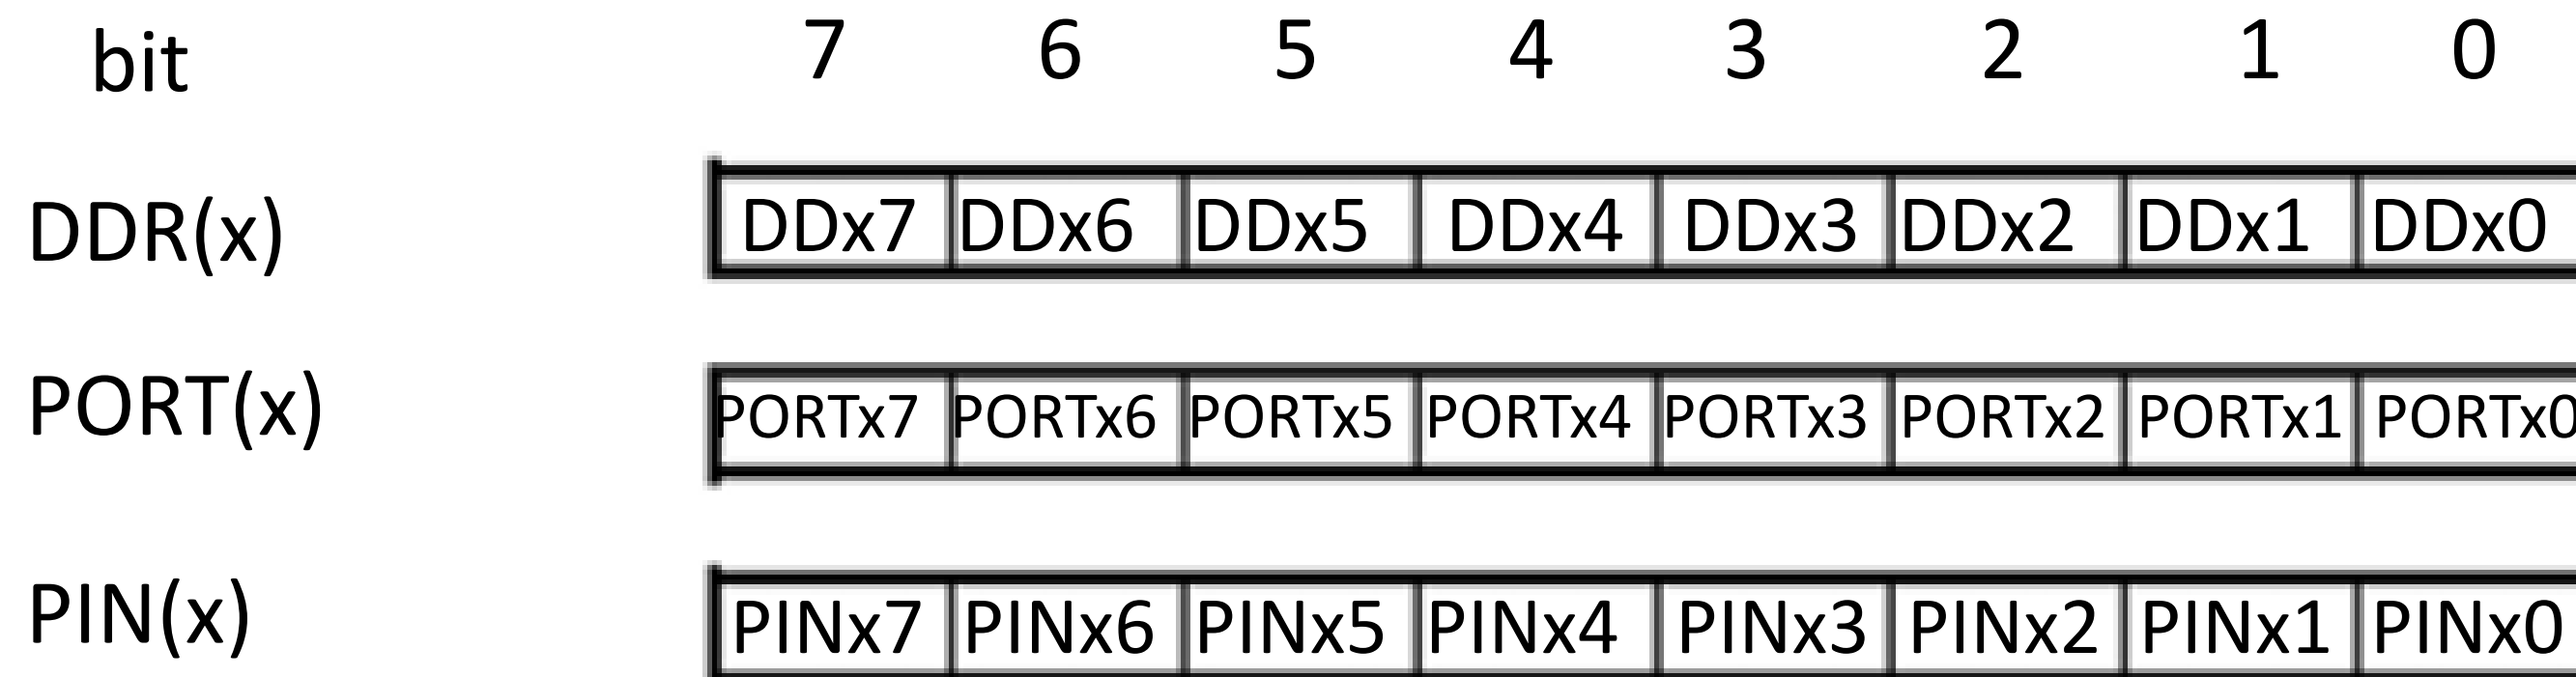 bit 7 6 5 4 3 2 1 0
DDR(x) DDx7 DDx6 DDx5 DDx4 DDx3 DDx2 DDx1 DDx0
PORT(x) PORTx7 PORTx6 PORTx5 PORTx4 PORTx3 PORTx2 PORTx1 PORTx0
PIN(x) PINx7 PINx6 PINx5 PINx4 PINx3 PINx2 PINx1 PINx0